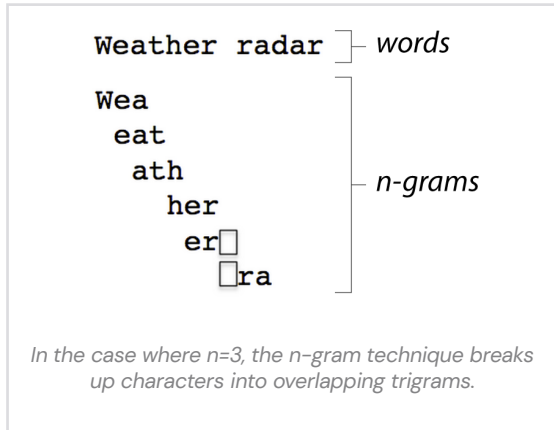 Weather radar words
Wea
eat
ath
n-grams
her
er□
□ra
In the case where n=3, the n-gram technique breaks
up characters into overlapping trigrams.